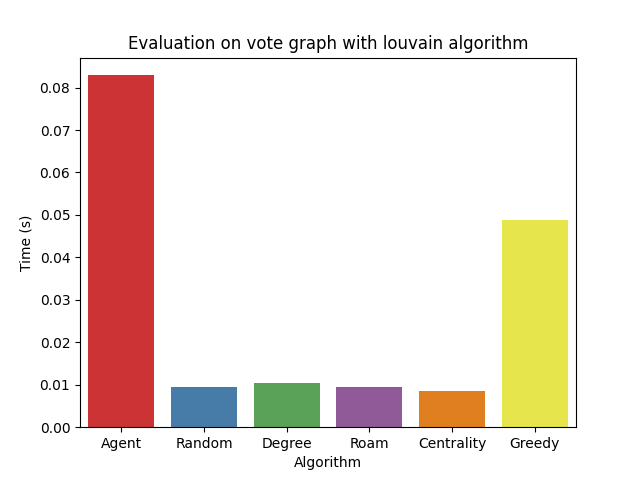 Evaluation on vote graph with louvain algorithm
Time (s)
0.08
0.07
0.06
0.05
0.04
0.03
0.02
0.01
0.00
Agent Random Degree Roam Centrality Greedy
Algorithm